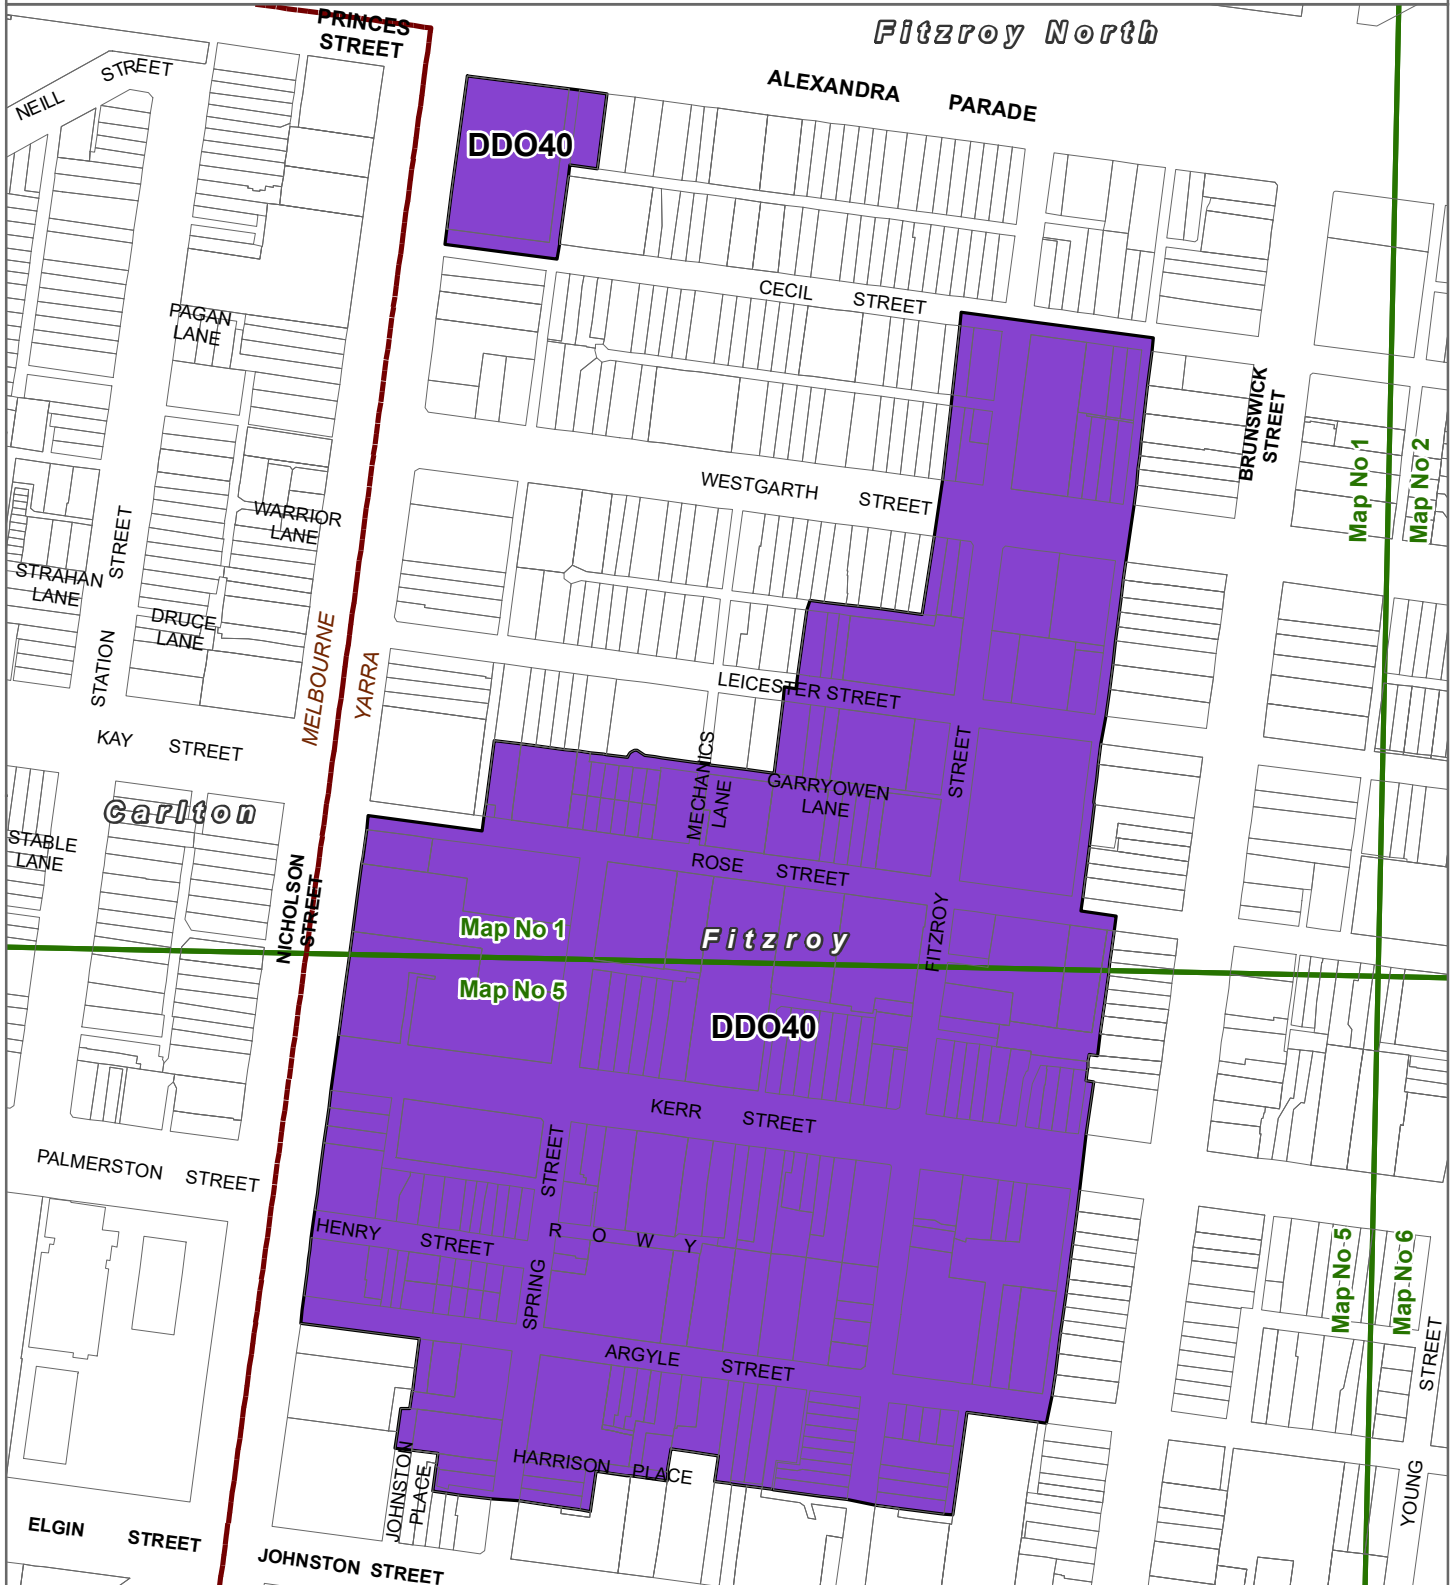 PRINCES
STREET
Fitzroy North
ALEXANDRA PARADE
NEILL STREET
DDO40
PAGAN
LANE
CECIL STREET
BRUNSWICK
STREET
Map No 1
Map No 2
WESTGARTH STREET
WARRIOR
LANE
STREET
STRAHAN
LANE
DRUCE
LANE
STATION
MELBOURNE
YARRA
LEICESTER STREET
KAY STREET
MECHANICS
LANE
STREET
GARRYOWEN
LANE
Carlton
STABLE
LANE
ROSE STREET
NICHOLSON
STREET
FITZROY
Map No 1
Fitzroy
Map No 5
DDO40
KERR STREET
STREET
PALMERSTON STREET
HENRY STREET
R O W Y
SPRING
Map No 5
Map No 6
ARGYLE STREET
STREET
HARRISON PLACE
JOHNSTON
PLACE
YOUNG
ELGIN STREET
JOHNSTON STREET